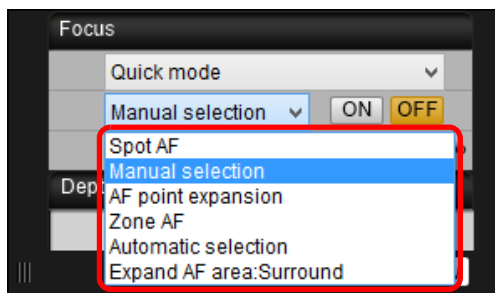 Focus
Quick mode
Manual selection ON OFF
Spot AF
Manual selection
Dep
AF point expansion
Zone AF
Automatic selection
Expand AF area:Surround